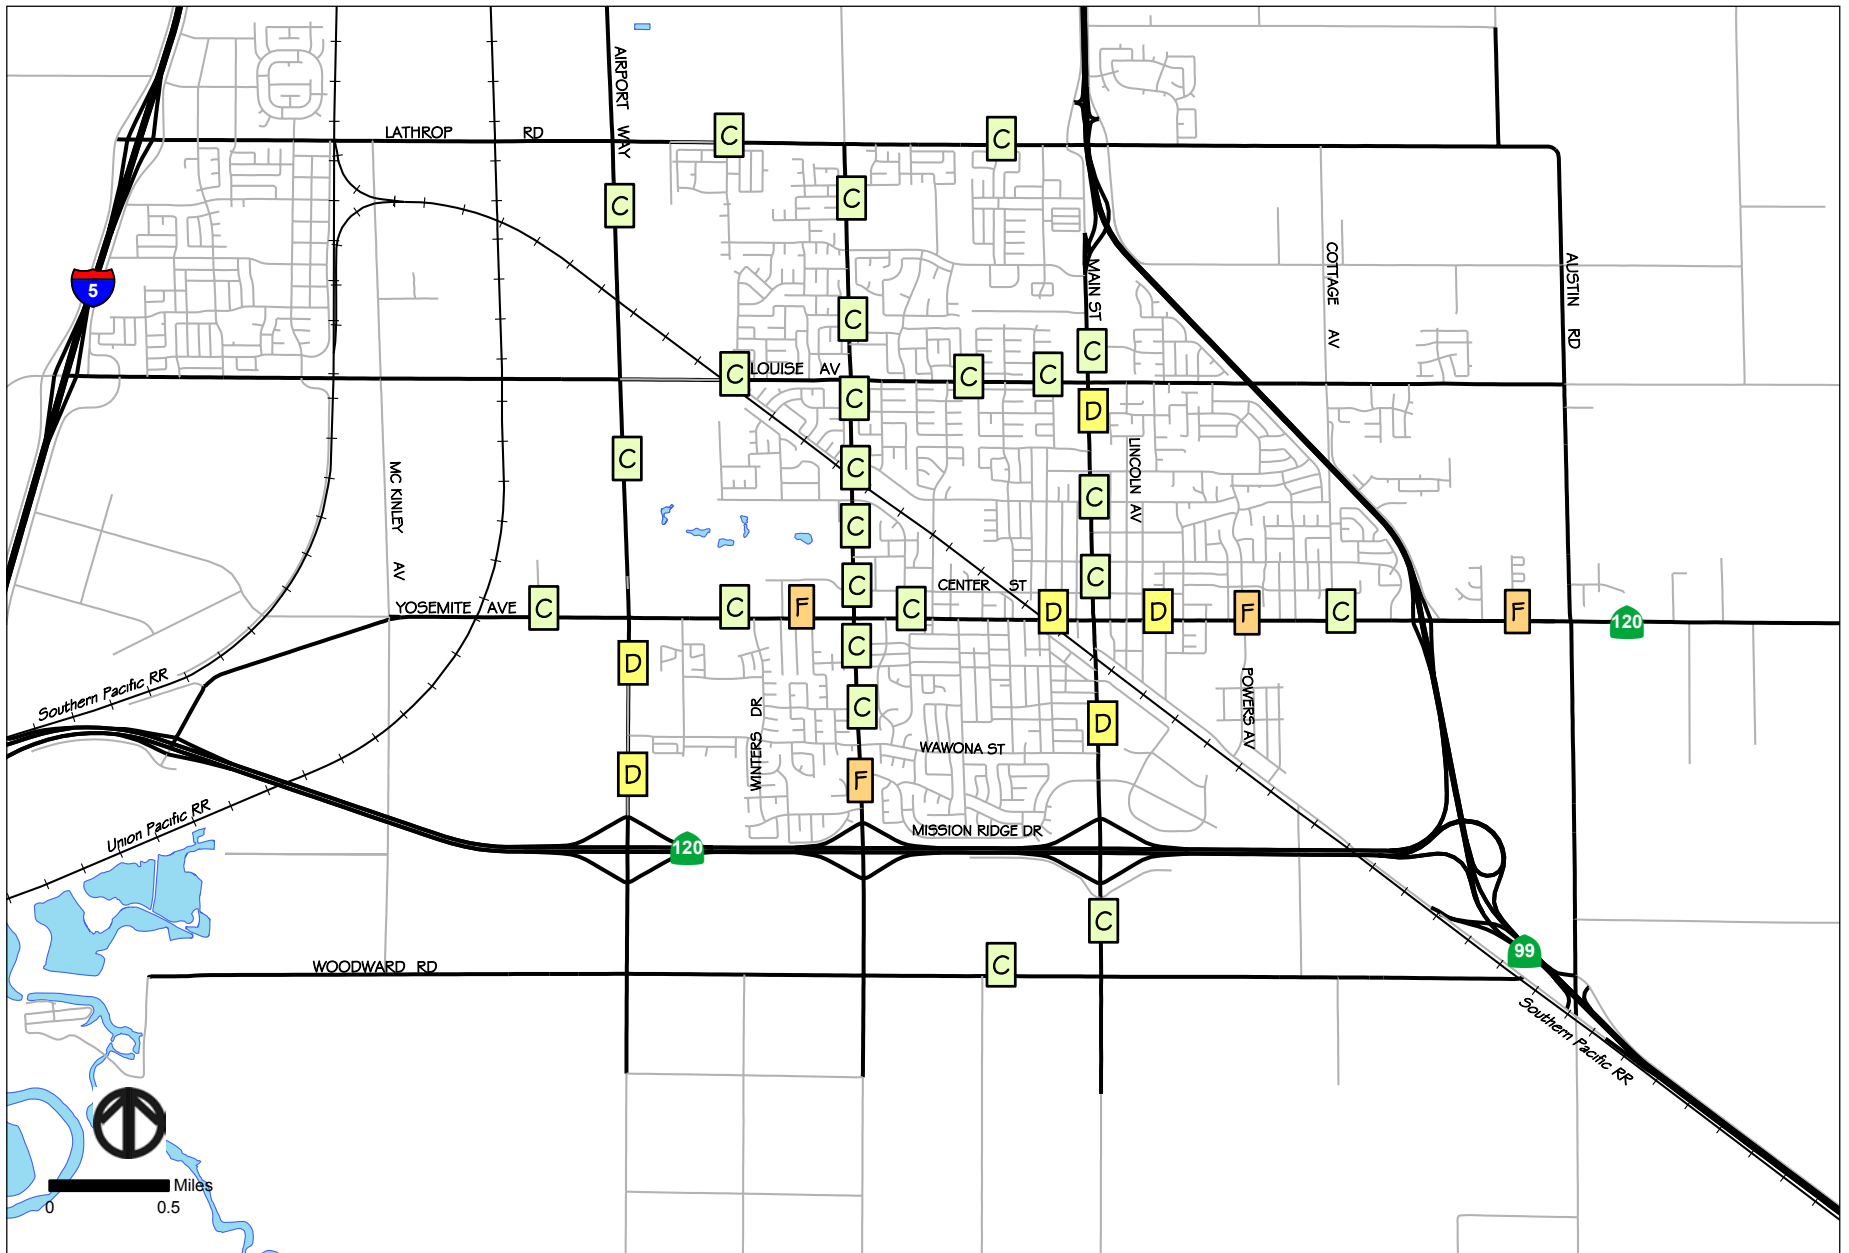 AIRPORT WAY
LATHROP RD
C
C
C
C
5
MAIN ST
COTTAGE AV
AUSTIN RD
C
C
C
LOUISE AV
C
C
C
D
LINCOLN AV
C
C
MC KINLEY AV
C
C
C
C
CENTER ST
YOSEMITE AVE
C
C
F
C
D
D
F
C
F
120
C
D
Southern Pacific RR
POWERS AV
WINTERS DR
C
D
WAWONA ST
D
F
Union Pacific RR
MISSION RIDGE DR
120
C
99
WOODWARD RD
C
Southern Pacific RR
Miles
0
0.5